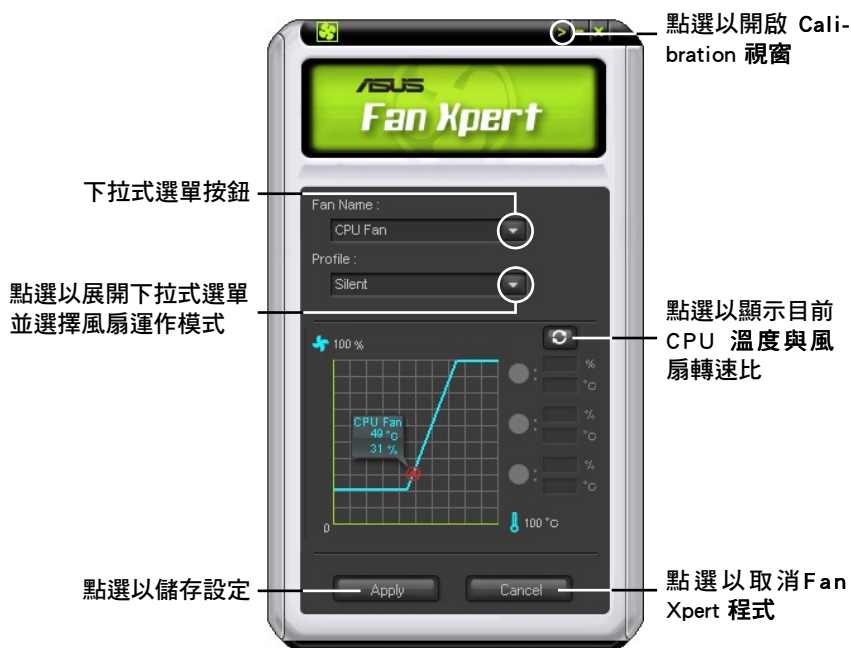 點選以開啟 Cali-
bration 視窗
ASUS
Fan Xpert
下拉式選單按鈕
Fan Name :
CPU Fan
Profile :
Silent
點選以展開下拉式選單
並選擇風扇運作模式
點選以顯示目前
CPU 溫度與風
扇轉速比
100 %
%
°C
CPU Fan
49 °C
31 %
%
°C
%
°C
0
100 °C
點選以儲存設定
Apply
Cancel
點選以取消Fan
Xpert 程式